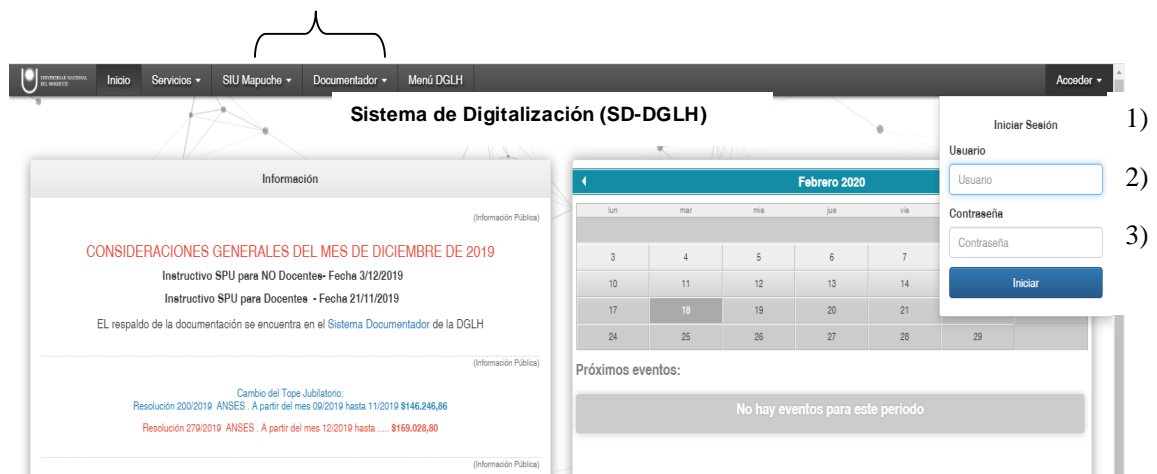 UNIVERSIDAD NACIONAL DEL NORDESTE
Inicio Servicios SIU Mapuche Documentador Menú DGLH Acceder
Sistema de Digitalización (SD-DGLH)
Iniciar Sesión 1)
Usuario
Usuario 2)
Contraseña
Contraseña 3)
Iniciar
Información
(Información Pública)
CONSIDERACIONES GENERALES DEL MES DE DICIEMBRE DE 2019
Instructivo SPU para NO Docentes- Fecha 3/12/2019
Instructivo SPU para Docentes - Fecha 21/11/2019
EL respaldo de la documentación se encuentra en el Sistema Documentador de la DGLH
(Información Pública)
Cambio del Tope Jubilatorio:
Resolución 200/2019 ANSES . A partir del mes 09/2019 hasta 11/2019 $146.246,86
Resolución 279/2019 ANSES . A partir del mes 12/2019 hasta ..... $159.028,80
(Información Pública)
Febrero 2020
lun mar mie jue vie
3 4 5 6 7
10 11 12 13 14
17 18 19 20 21
24 25 26 27 28 29
Próximos eventos:
No hay eventos para este periodo